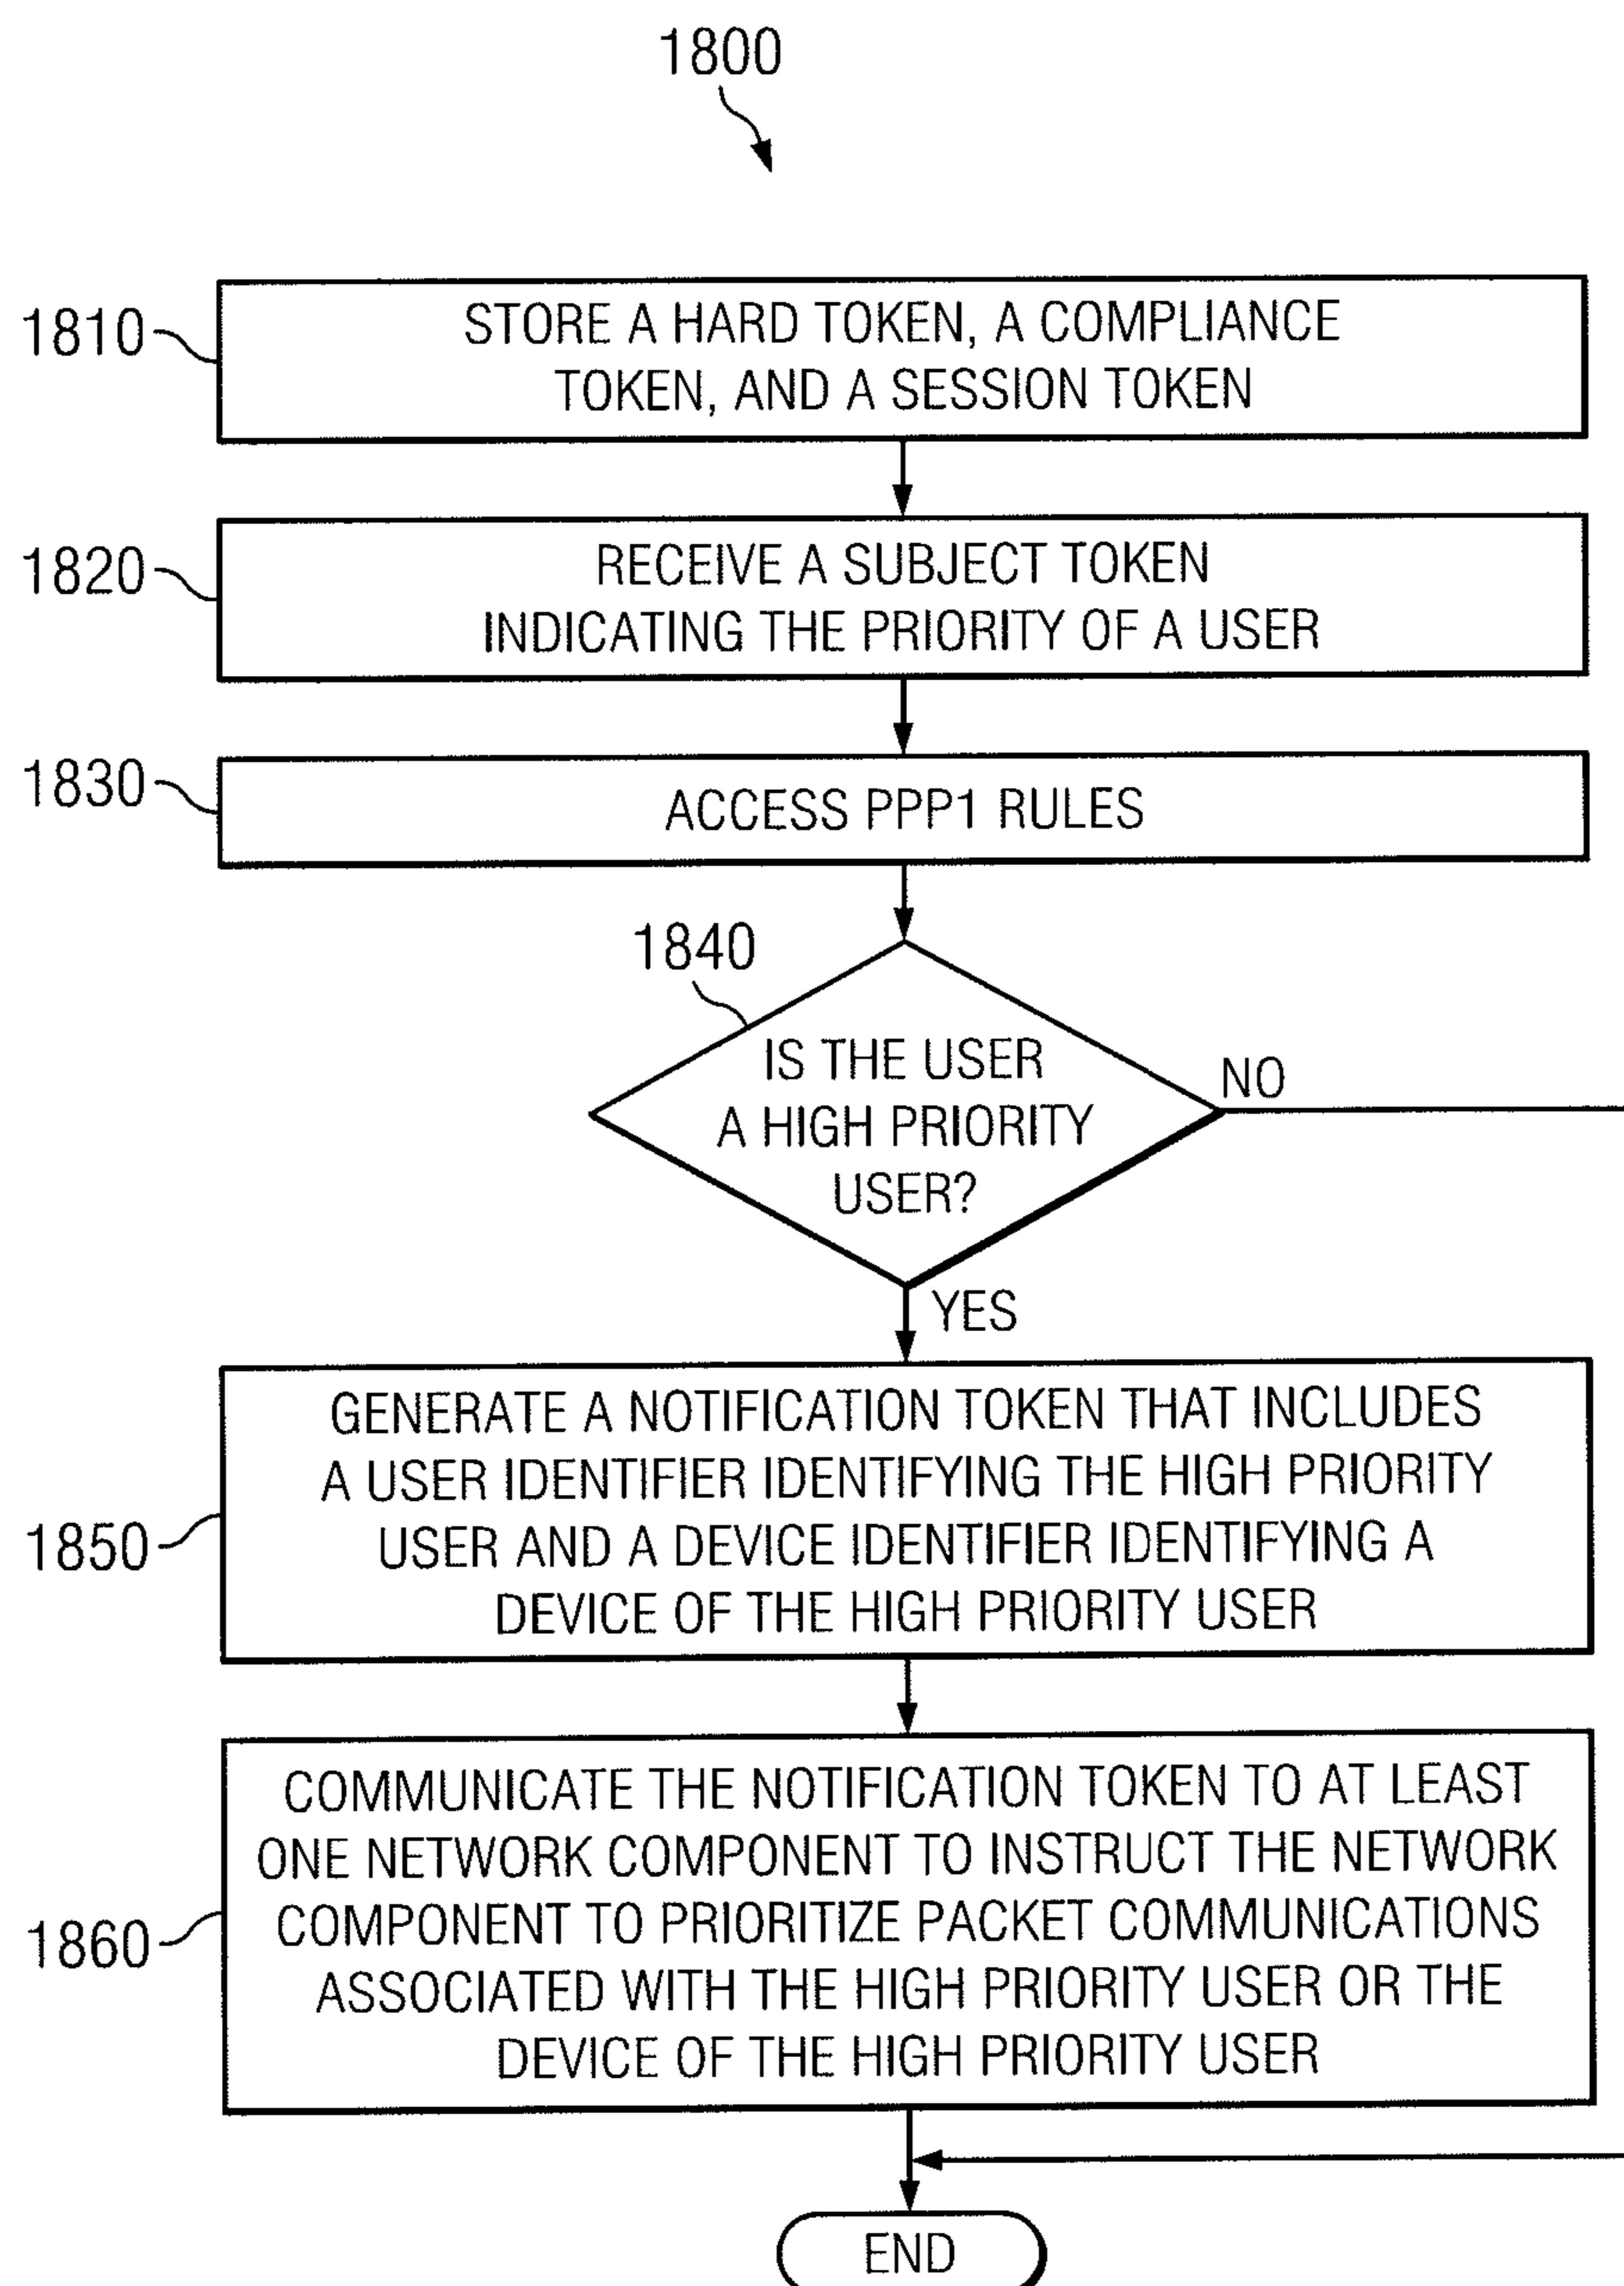 1800
1810
STORE A HARD TOKEN, A COMPLIANCE
TOKEN, AND A SESSION TOKEN
1820
RECEIVE A SUBJECT TOKEN
INDICATING THE PRIORITY OF A USER
1830
ACCESS PPP1 RULES
1840
IS THE USER
A HIGH PRIORITY
USER?
NO
YES
1850
GENERATE A NOTIFICATION TOKEN THAT INCLUDES
A USER IDENTIFIER IDENTIFYING THE HIGH PRIORITY
USER AND A DEVICE IDENTIFIER IDENTIFYING A
DEVICE OF THE HIGH PRIORITY USER
1860
COMMUNICATE THE NOTIFICATION TOKEN TO AT LEAST
ONE NETWORK COMPONENT TO INSTRUCT THE NETWORK
COMPONENT TO PRIORITIZE PACKET COMMUNICATIONS
ASSOCIATED WITH THE HIGH PRIORITY USER OR THE
DEVICE OF THE HIGH PRIORITY USER
END